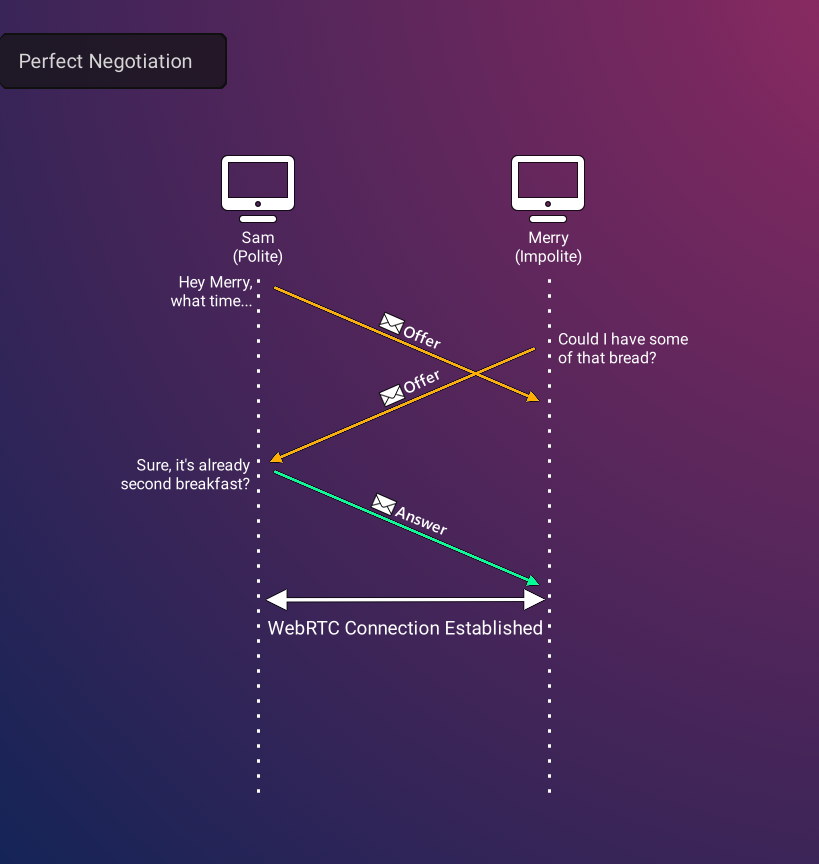 Perfect Negotiation
Sam
(Polite)
Merry
(Impolite)
Hey Merry,
what time...
Offer
Could I have some
of that bread?
Offer
Sure, it's already
second breakfast?
Answer
WebRTC Connection Established